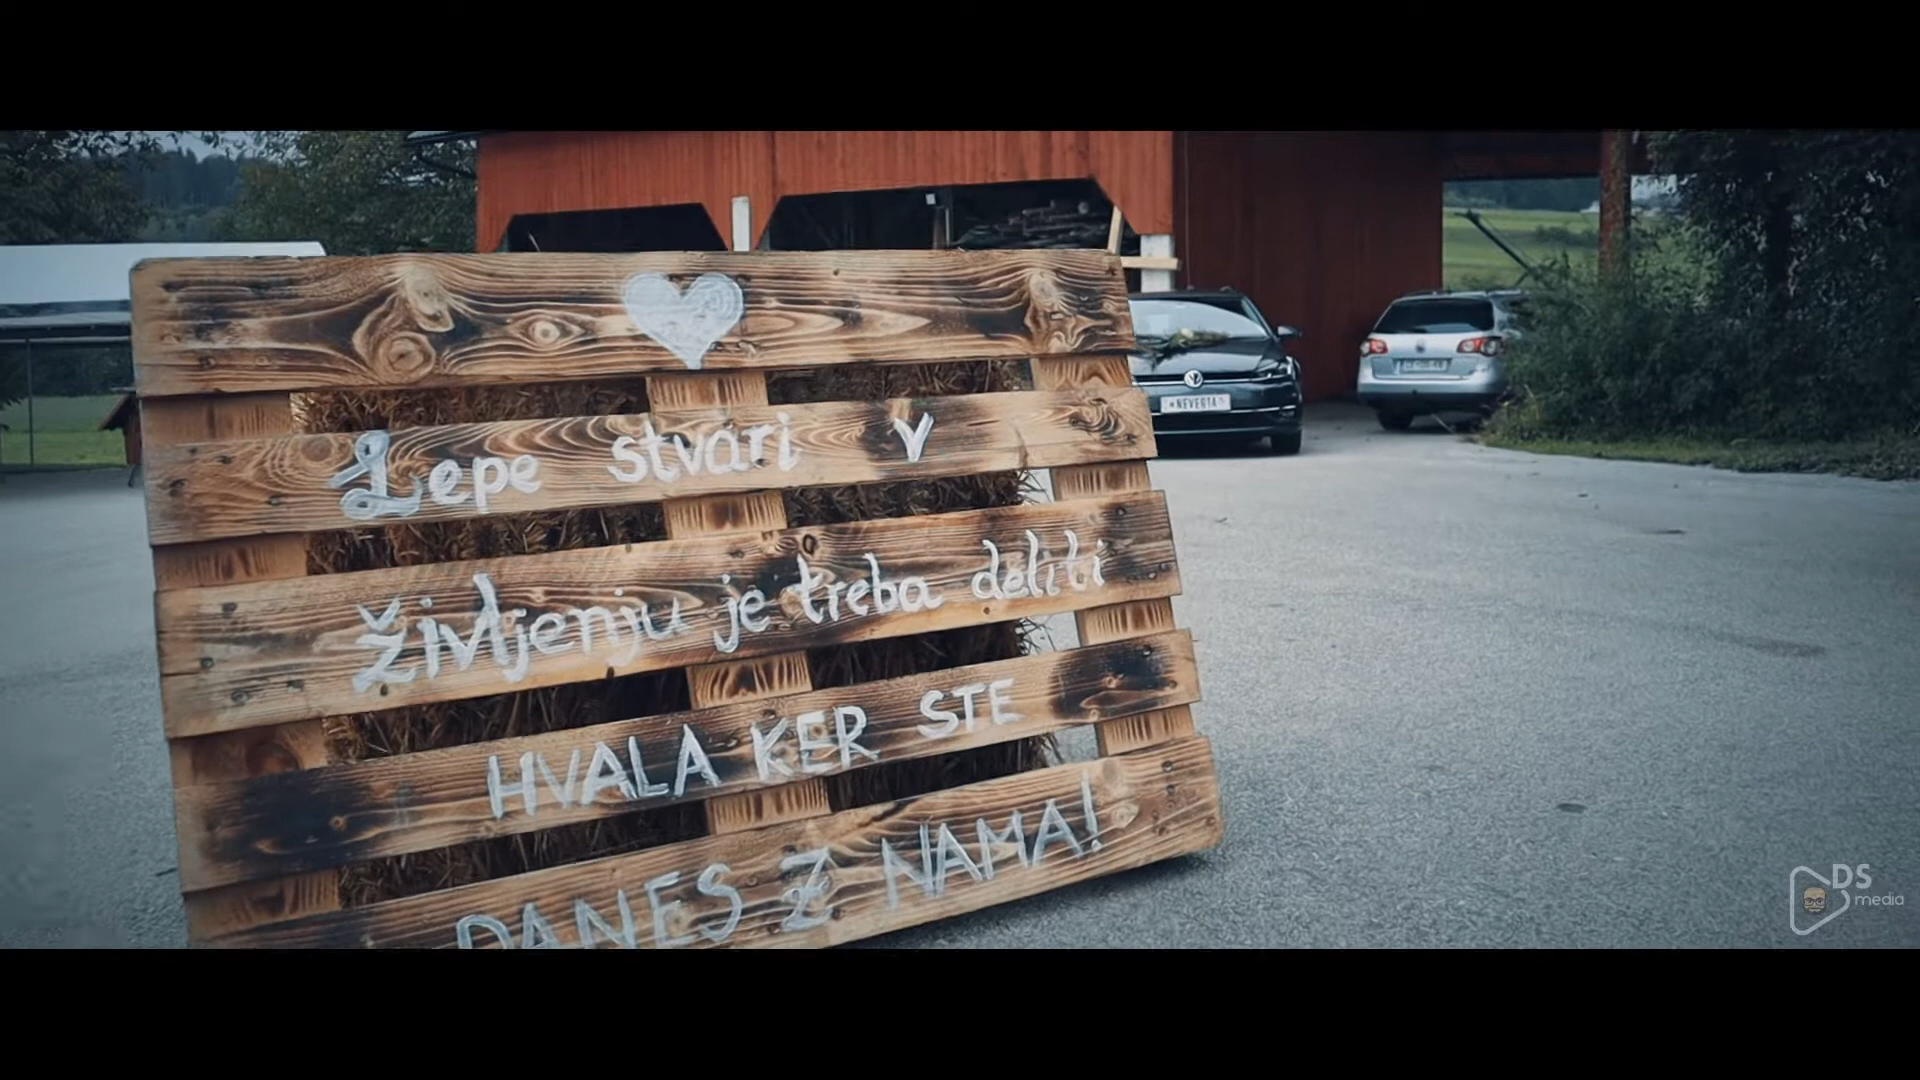 Lepe stvari v
življenju je treba deliti
HVALA KER STE
DANES Z NAMA!
NEVESTA
DS
media